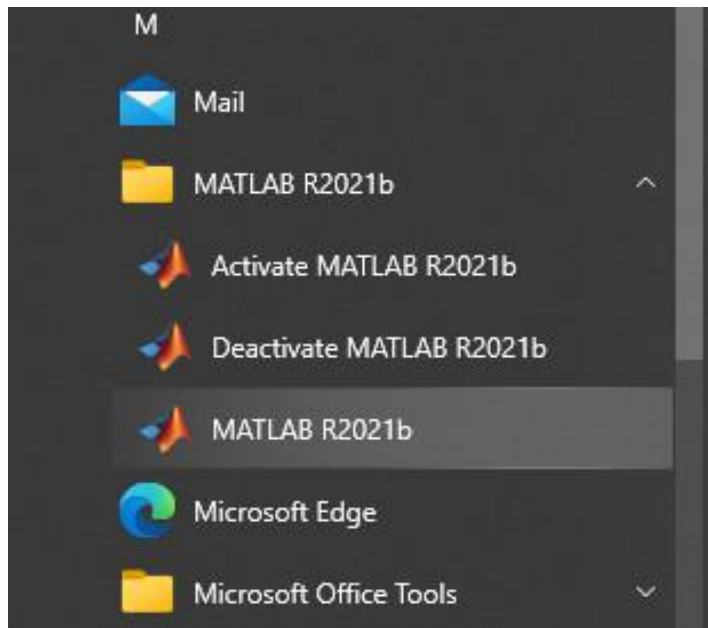 M
Mail
MATLAB R2021b
Activate MATLAB R2021b
Deactivate MATLAB R2021b
MATLAB R2021b
Microsoft Edge
Microsoft Office Tools